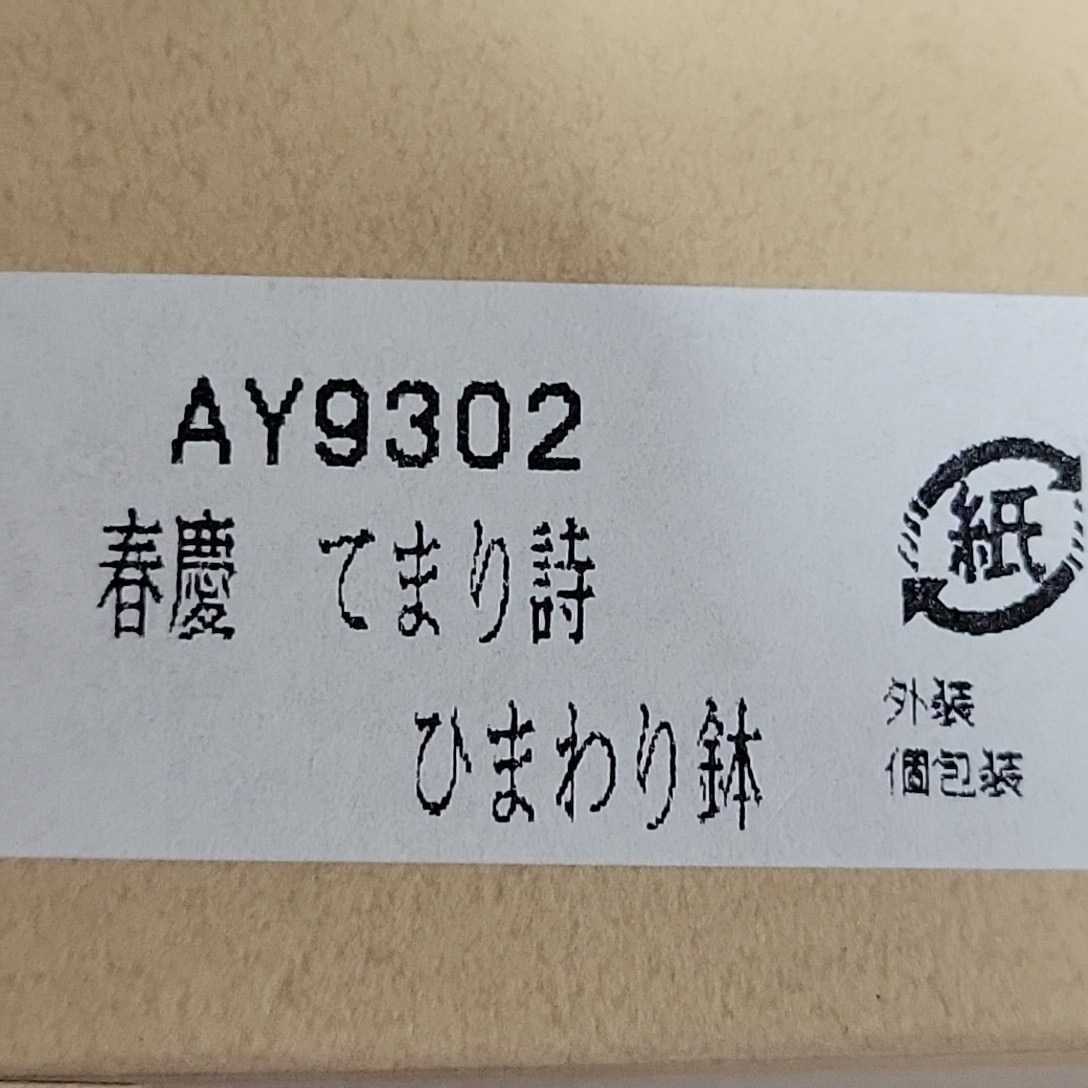 AY9302
春慶 てまり詩
ひまわり鉢
紙
外装
個包装